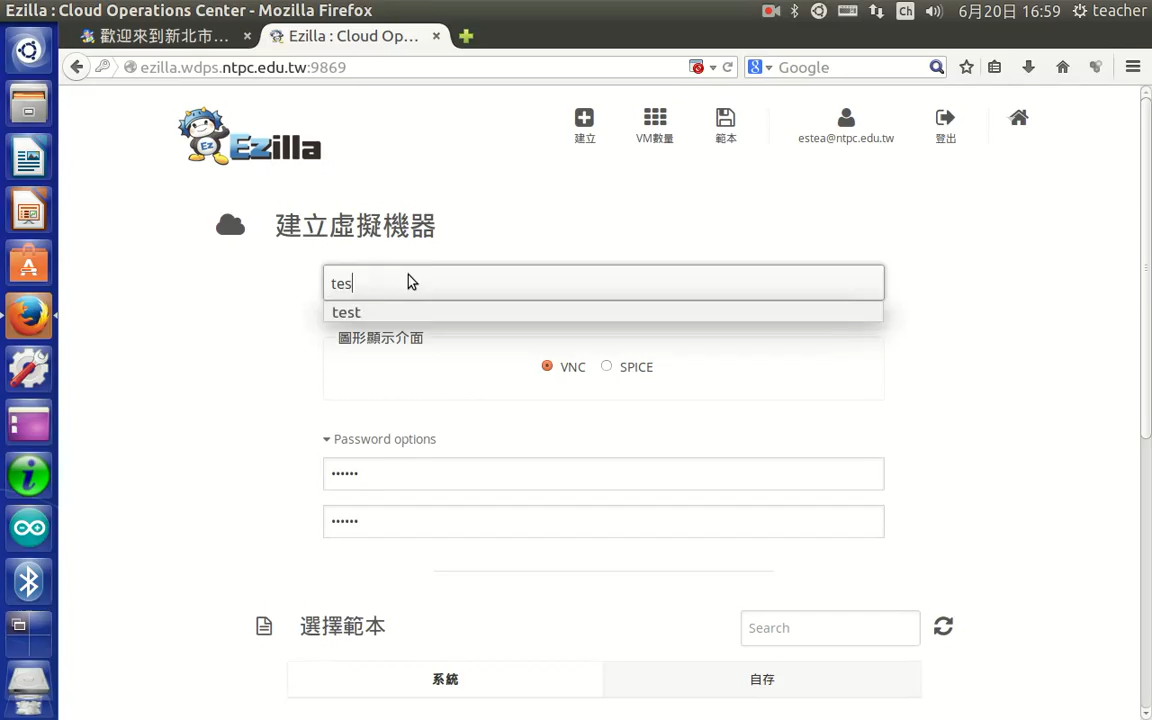 Ezilla : Cloud Operations Center - Mozilla Firefox
Ch
6月20日 16:59
teacher
歡迎來到新北市...
Ezilla : Cloud Op...
ezilla.wdps.ntpc.edu.tw:9869
Google
Ez
Ezilla
建立
VM數量
範本
estea@ntpc.edu.tw
登出
建立虛擬機器
tes
test
圖形顯示介面
VNC
SPICE
Password options
••••••
••••••
選擇範本
Search
系統
自存